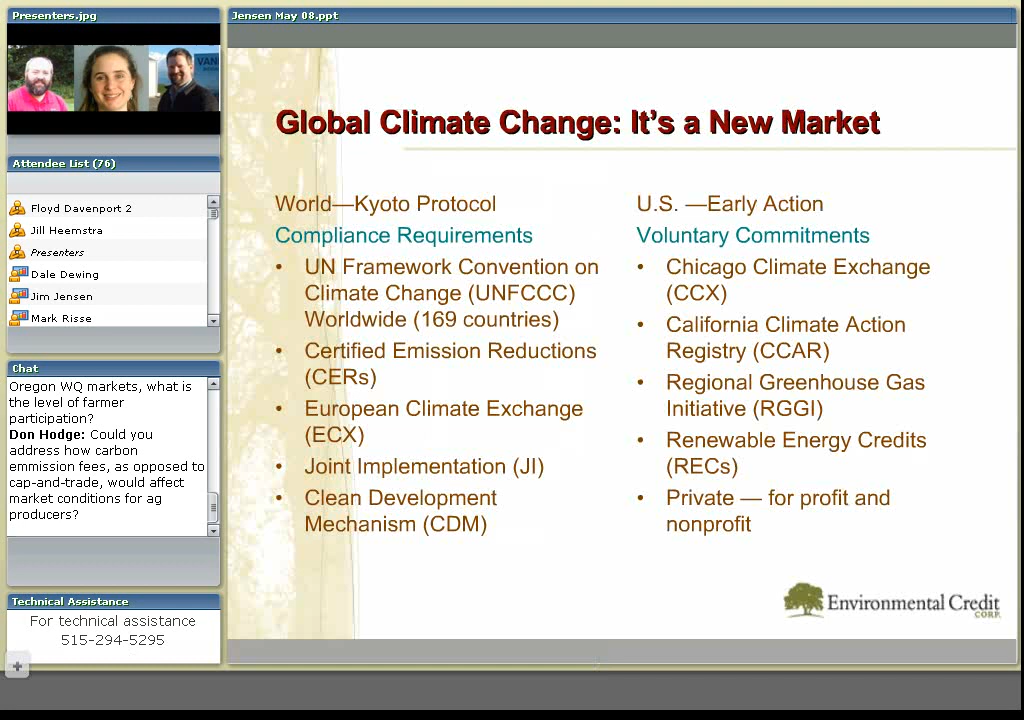 Presenters.jpg
VAN
Attendee List (76)
Floyd Davenport 2
Jill Heemstra
Presenters
Dale Dewing
Jim Jensen
Mark Risse
Chat
Oregon WQ markets, what is
the level of farmer
participation?
Don Hodge: Could you
address how carbon
emmission fees, as opposed to
cap-and-trade, would affect
market conditions for ag
producers?
Technical Assistance
For technical assistance
515-294-5295
Jensen May 08.ppt
Global Climate Change: It's a New Market
World—Kyoto Protocol
Compliance Requirements
• UN Framework Convention on
Climate Change (UNFCCC)
Worldwide (169 countries)
• Certified Emission Reductions
(CERs)
• European Climate Exchange
(ECX)
• Joint Implementation (JI)
• Clean Development
Mechanism (CDM)
U.S. —Early Action
Voluntary Commitments
• Chicago Climate Exchange
(CCX)
• California Climate Action
Registry (CCAR)
• Regional Greenhouse Gas
Initiative (RGGI)
• Renewable Energy Credits
(RECs)
• Private — for profit and
nonprofit
Environmental Credit
CORP.